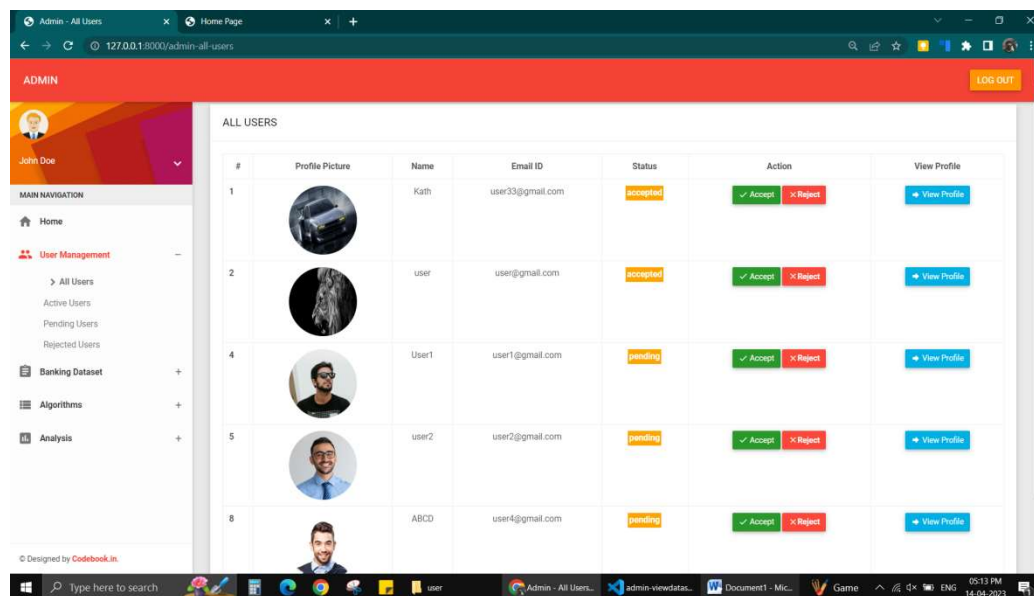 Admin - All Users
Home Page
127.0.0.1:8000/admin-all-users
ADMIN
LOG OUT
John Doe
MAIN NAVIGATION
Home
User Management
All Users
Active Users
Pending Users
Rejected Users
Banking Dataset
Algorithms
Analysis
© Designed by Codebook.in.
ALL USERS
# Profile Picture Name Email ID Status Action View Profile
1 Kath user33@gmail.com accepted Accept Reject View Profile
2 user user@gmail.com accepted Accept Reject View Profile
4 User1 user1@gmail.com pending Accept Reject View Profile
5 user2 user2@gmail.com pending Accept Reject View Profile
8 ABCD user4@gmail.com pending Accept Reject View Profile
Type here to search
user
Admin - All Users...
admin-viewdatas...
Document1 - Mic...
Game
ENG
05:13 PM
14-04-2023